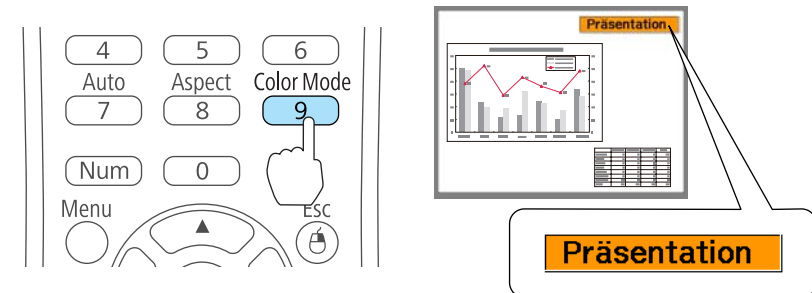 4 5 6
Auto Aspect Color Mode
7 8 9
Num 0
Menu Esc
Präsentation
Präsentation